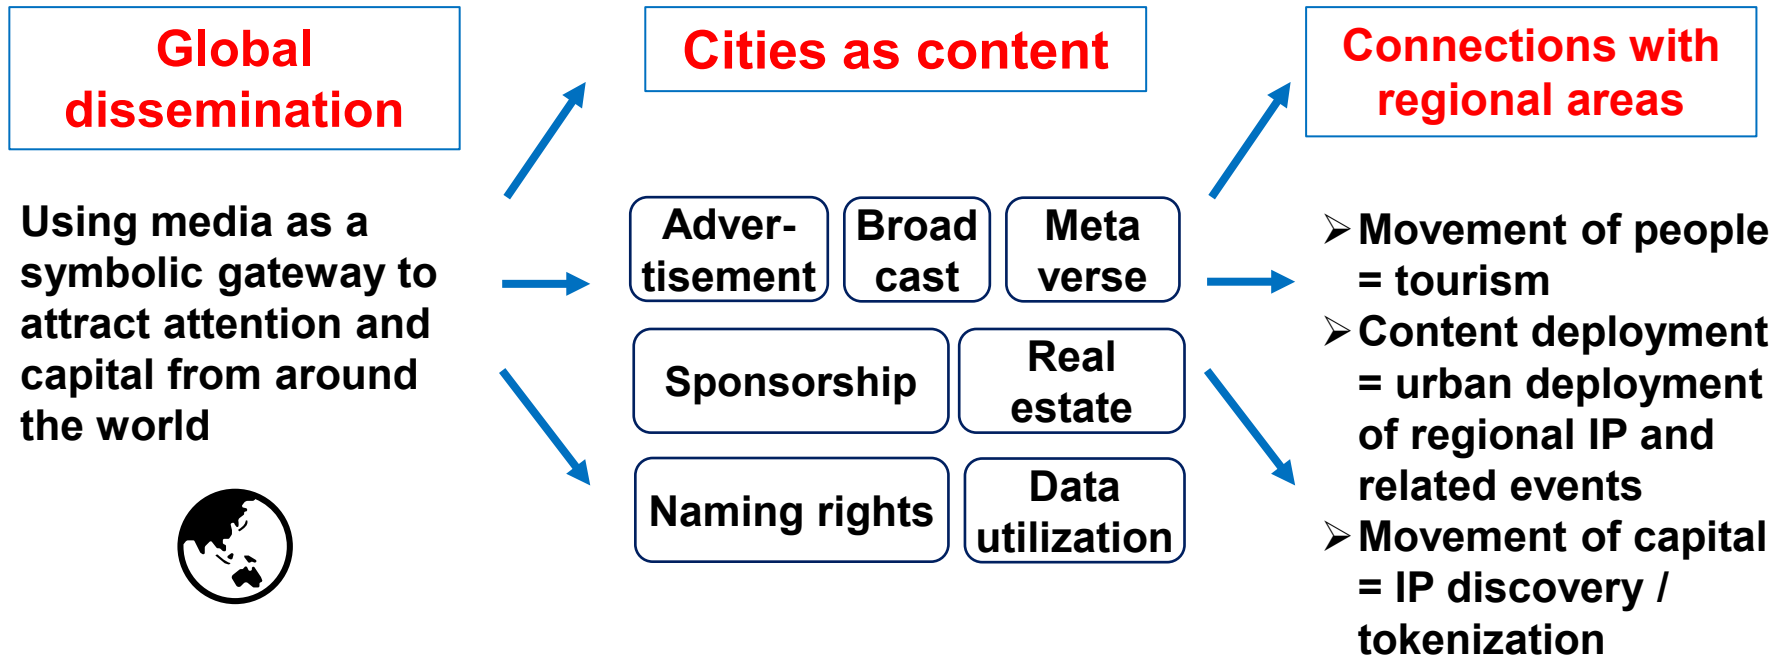 Global
dissemination
Using media as a
symbolic gateway to
attract attention and
capital from around
the world
Cities as content
Adver-
tisement
Broad
cast
Meta
verse
Sponsorship
Real
estate
Naming rights
Data
utilization
Connections with
regional areas
➢Movement of people
= tourism
➢Content deployment
= urban deployment
of regional IP and
related events
➢Movement of capital
= IP discovery /
tokenization